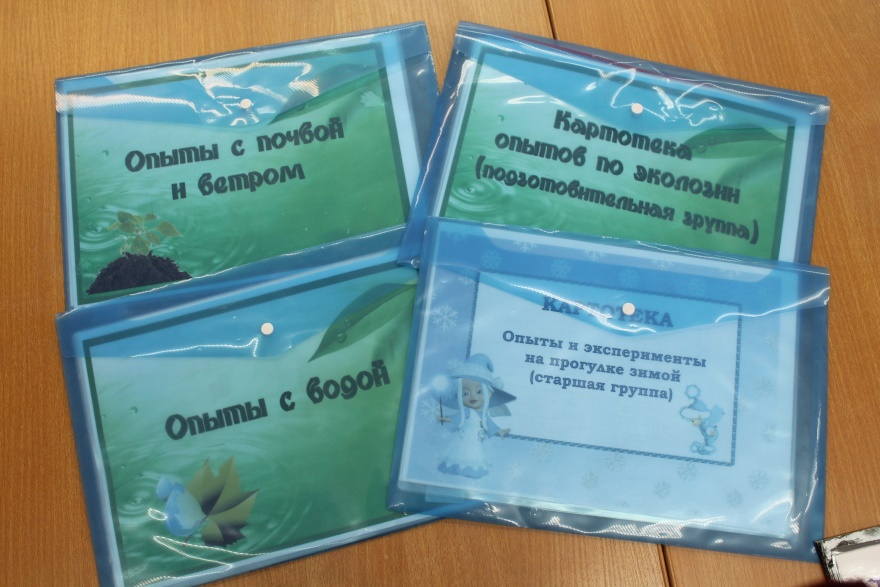 Опыты с почвой
и ветром
Картотека
опытов по экологии
(подготовительная группа)
Опыты с водой
КАРТОТЕКА
Опыты и эксперименты
на прогулке зимой
(старшая группа)